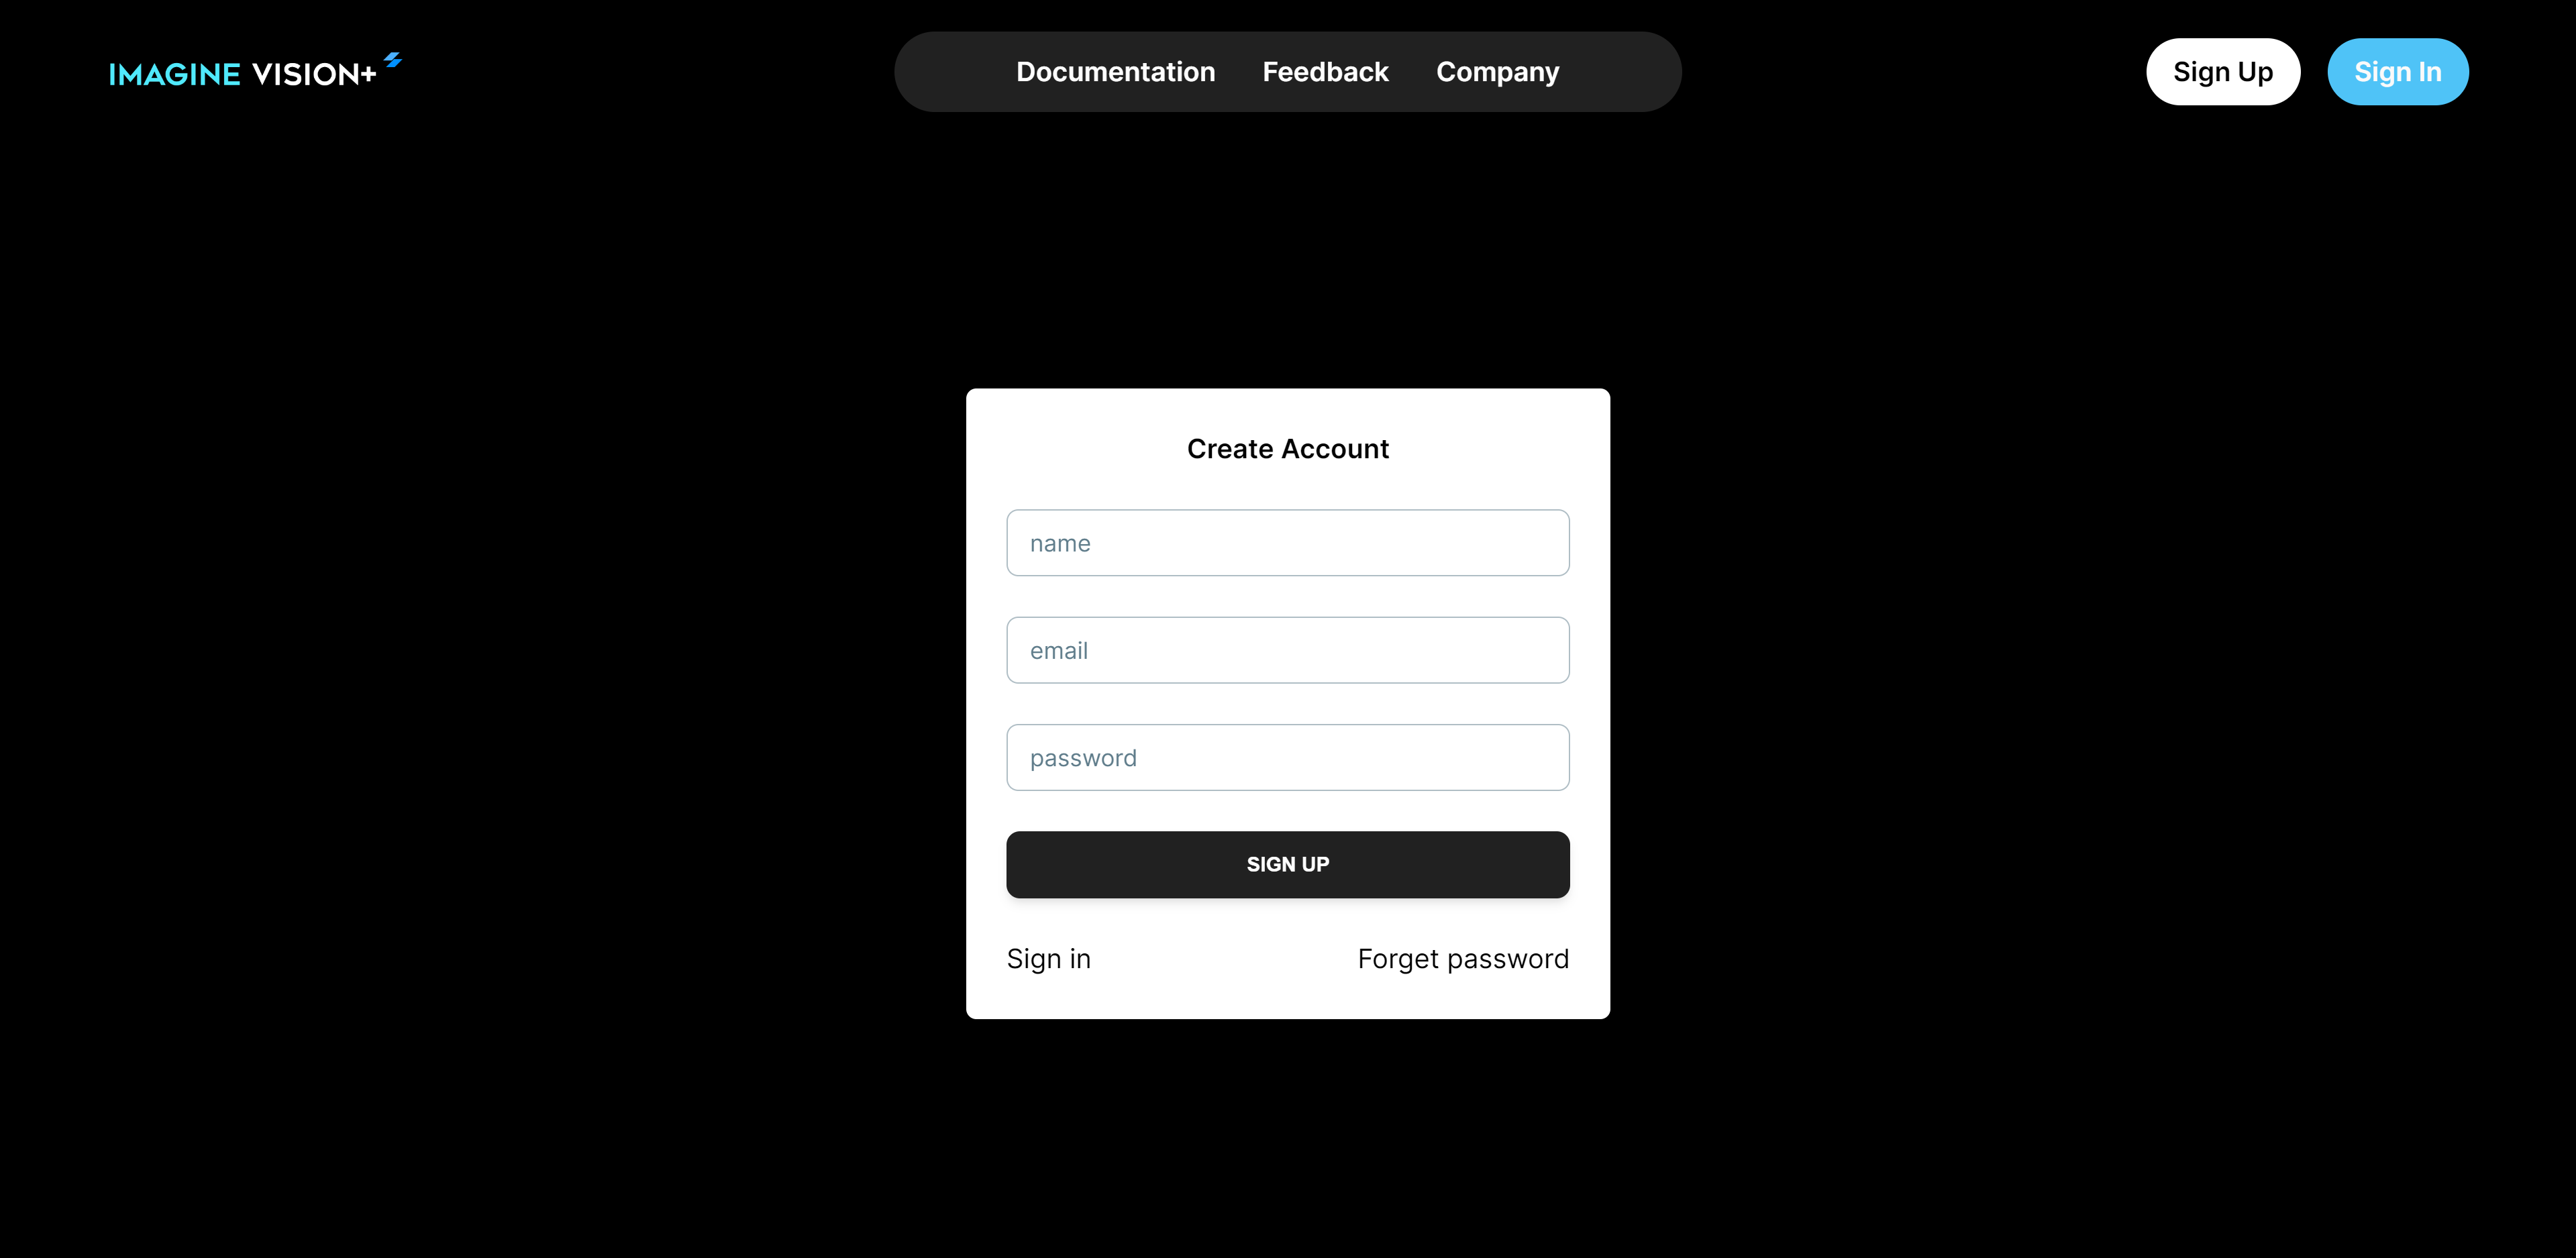 IMAGINE VISION+
Documentation Feedback Company
Sign Up Sign In
Create Account
name
email
password
SIGN UP
Sign in Forget password